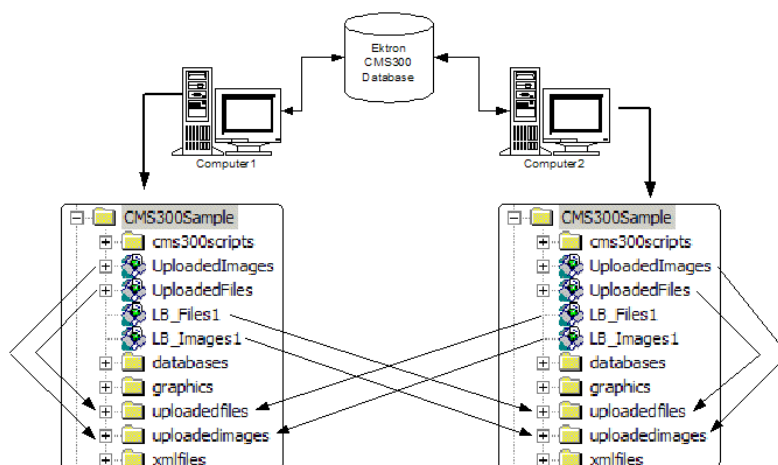 Ektron
CMS300
Database
Computer1
Computer2
CMS300Sample
cms300scripts
UploadedImages
UploadedFiles
LB_Files1
LB_Images1
databases
graphics
uploadedfiles
uploadedimages
xmlfiles
CMS300Sample
cms300scripts
UploadedImages
UploadedFiles
LB_Files1
LB_Images1
databases
graphics
uploadedfiles
uploadedimages
xmlfiles